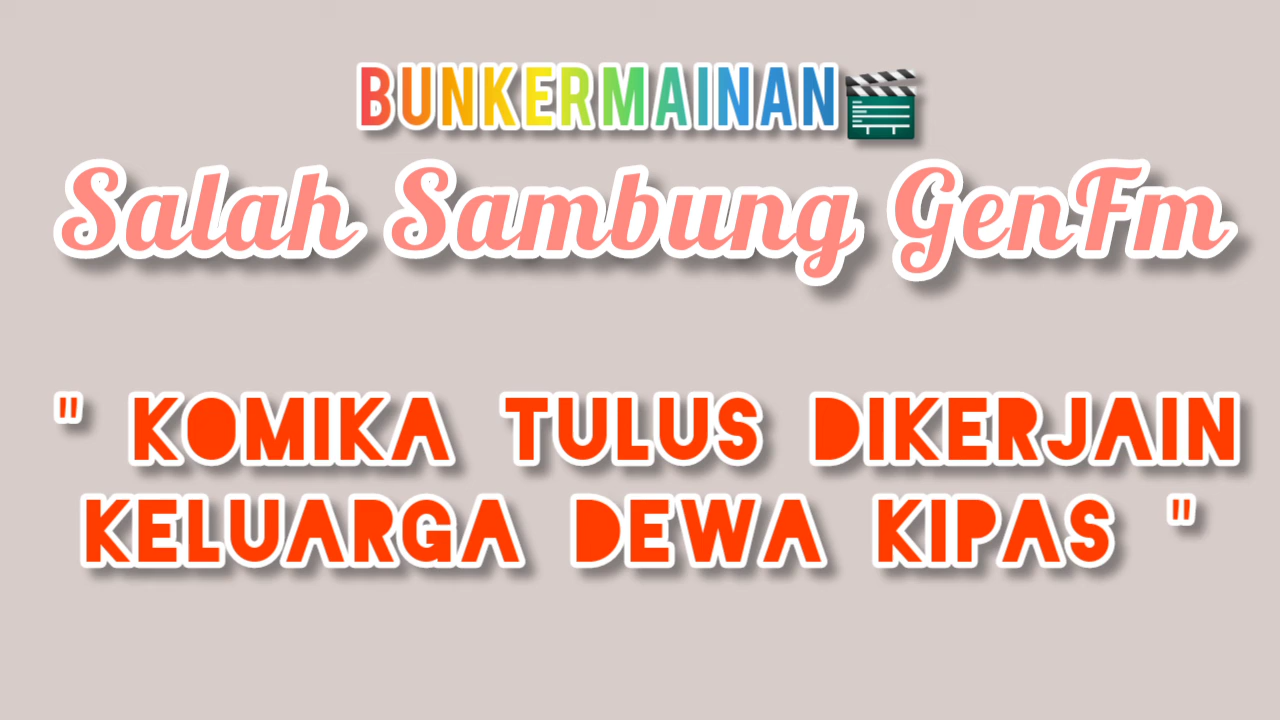 BUNKERMAINAN🎬
Salah Sambung GenFm
" KOMIKA TULUS DIKERJAIN
KELUARGA DEWA KIPAS "